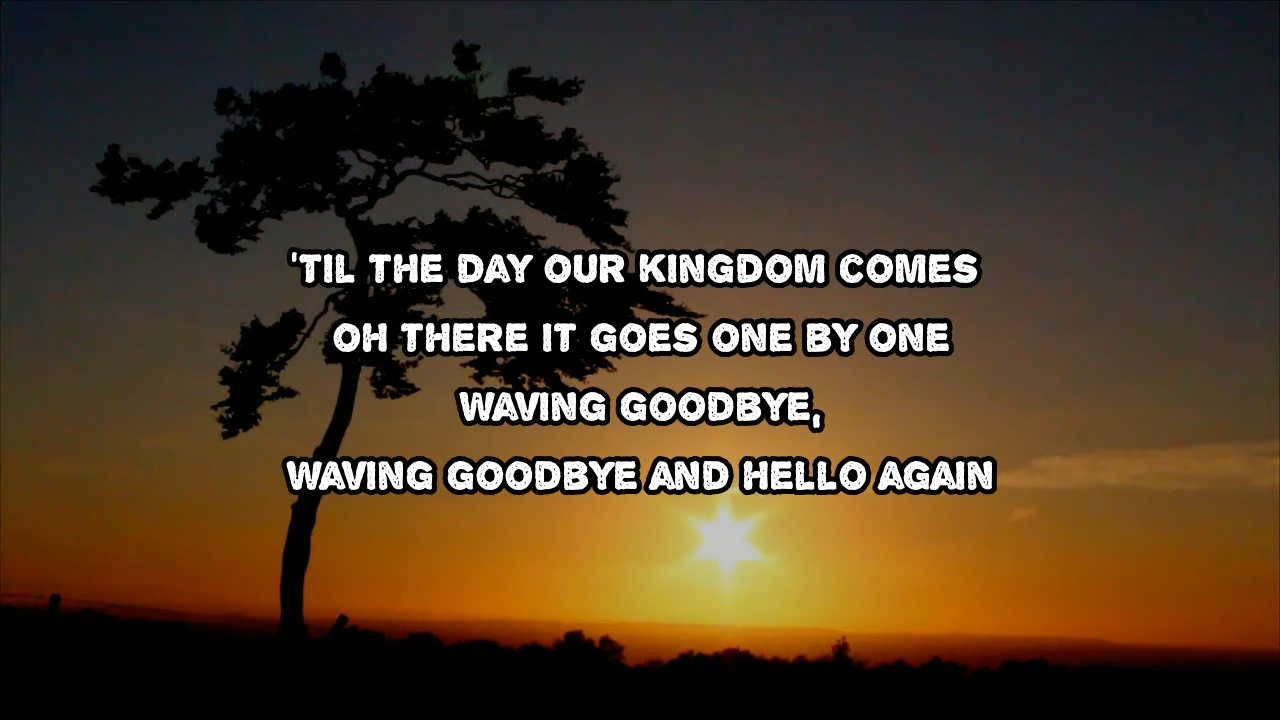 'TIL THE DAY OUR KINGDOM COMES
OH THERE IT GOES ONE BY ONE
WAVING GOODBYE,
WAVING GOODBYE AND HELLO AGAIN